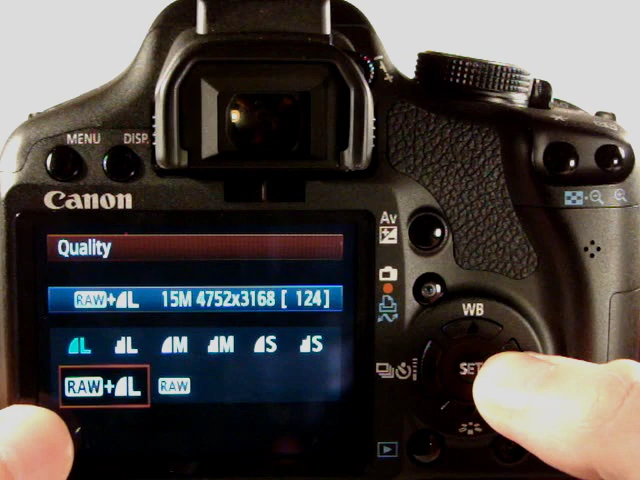 MENU DISP.
Canon
Quality
RAW+L 15M 4752x3168 [ 124]
L L M M S S
RAW+L RAW
Av
WB
SET